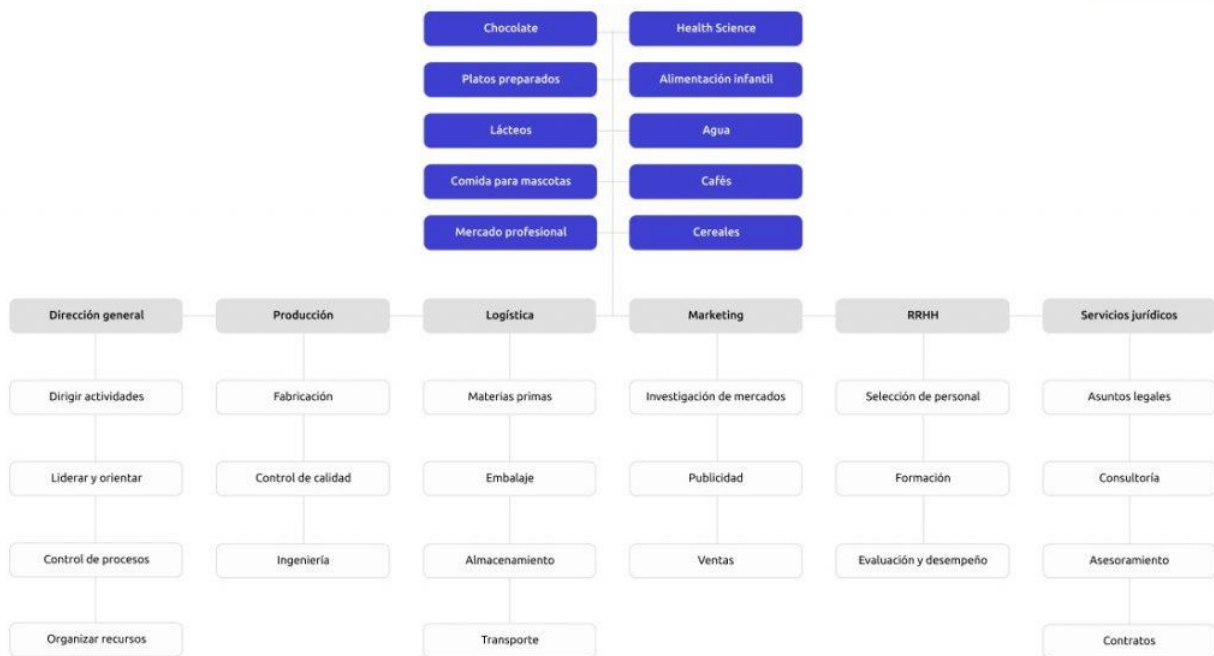 Chocolate
Health Science
Platos preparados
Alimentación infantil
Lácteos
Agua
Comida para mascotas
Cafés
Mercado profesional
Cereales
Dirección general
Producción
Logística
Marketing
RRHH
Servicios jurídicos
Dirigir actividades
Fabricación
Materias primas
Investigación de mercados
Selección de personal
Asuntos legales
Liderar y orientar
Control de calidad
Embalaje
Publicidad
Formación
Consultoría
Control de procesos
Ingeniería
Almacenamiento
Ventas
Evaluación y desempeño
Asesoramiento
Organizar recursos
Transporte
Contratos